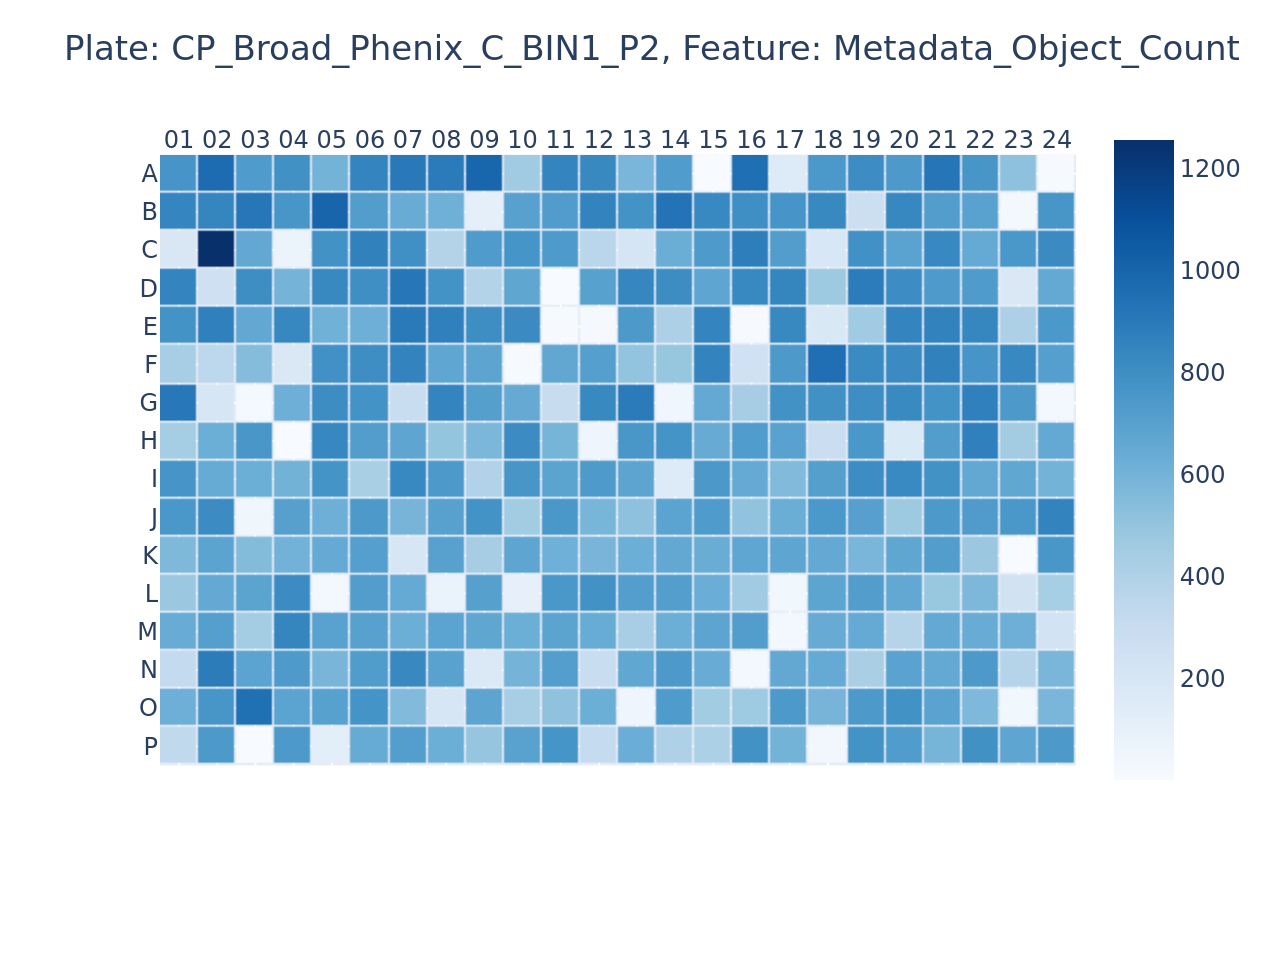 Plate: CP_Broad_Phenix_C_BIN1_P2, Feature: Metadata_Object_Count
01 02 03 04 05 06 07 08 09 10 11 12 13 14 15 16 17 18 19 20 21 22 23 24
A
B
C
D
E
F
G
H
I
J
K
L
M
N
O
P
1200
1000
800
600
400
200